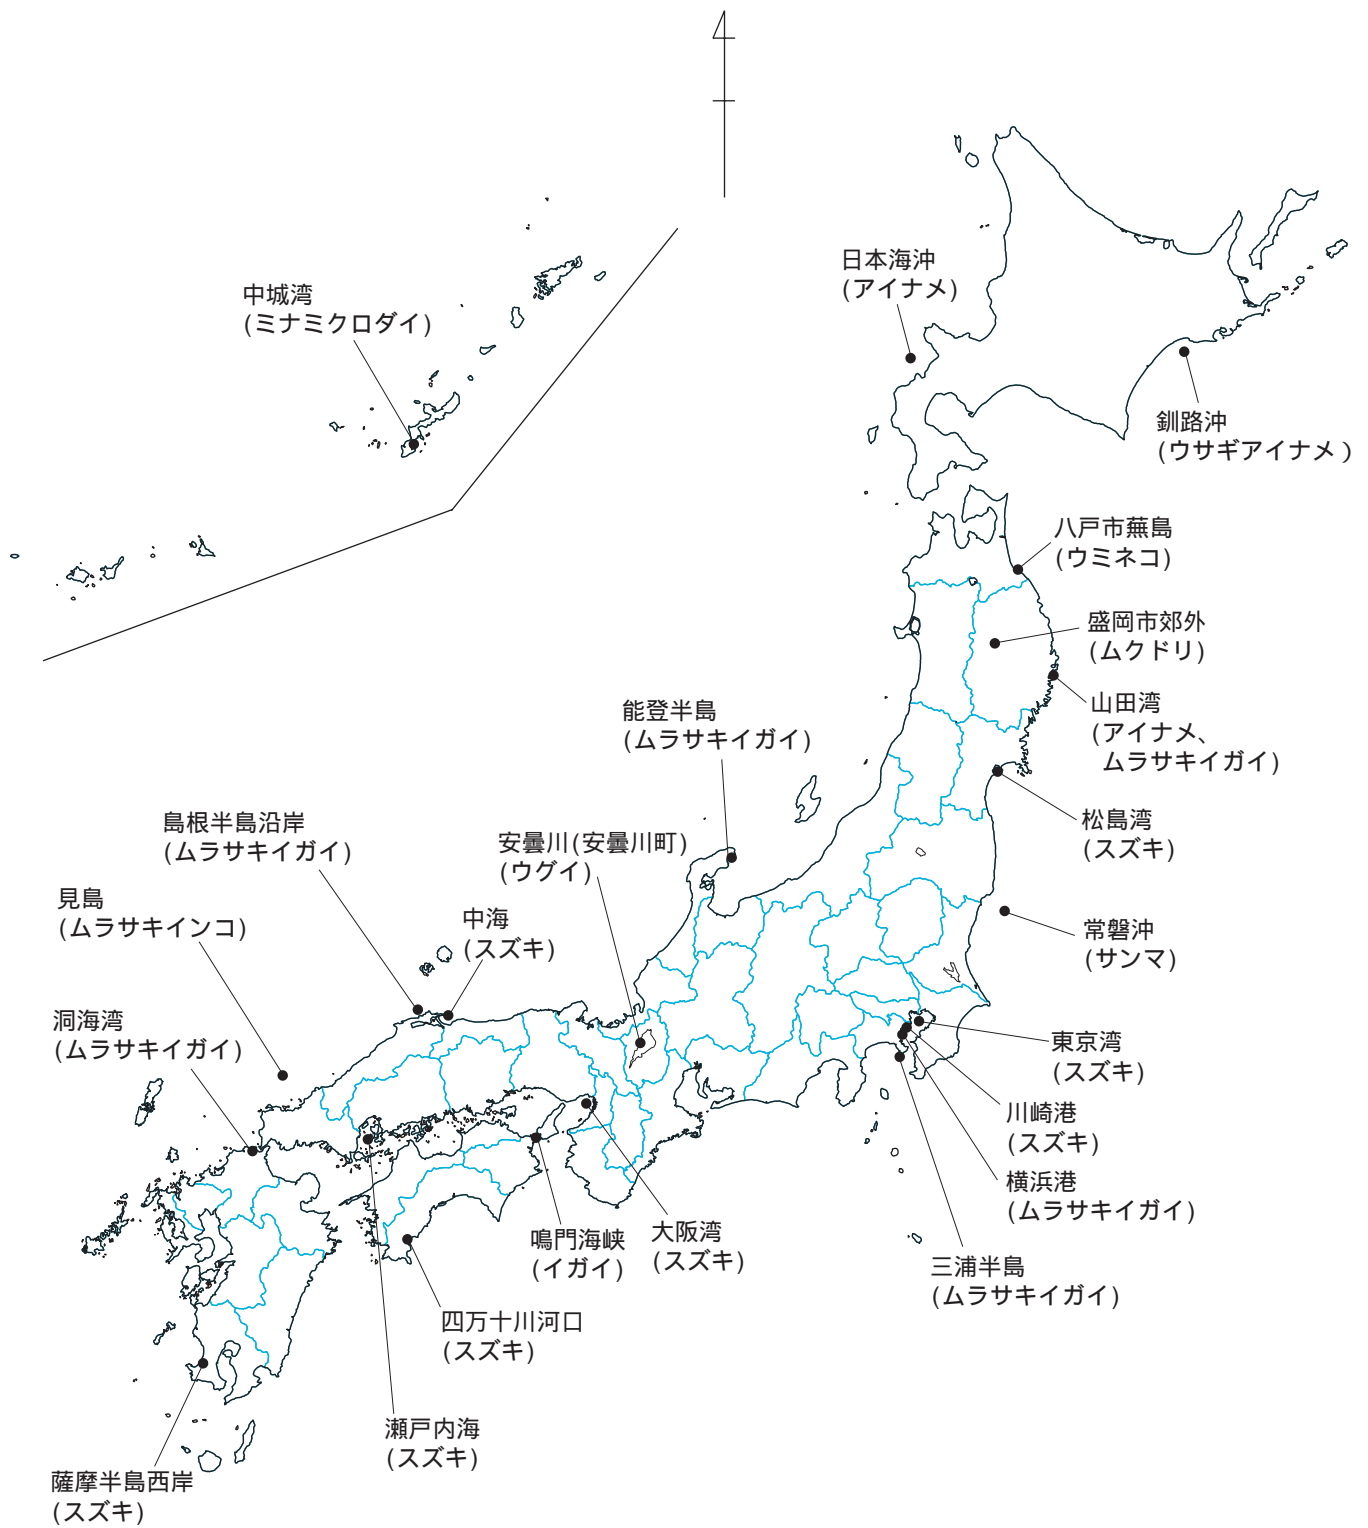 日本海沖
(アイナメ)
中城湾
(ミナミクロダイ)
釧路沖
(ウサギアイナメ)
八戸市蕪島
(ウミネコ)
盛岡市郊外
(ムクドリ)
山田湾
(アイナメ、
ムラサキイガイ)
能登半島
(ムラサキイガイ)
松島湾
(スズキ)
島根半島沿岸
(ムラサキイガイ)
安曇川(安曇川町)
(ウグイ)
見島
(ムラサキインコ)
中海
(スズキ)
常磐沖
(サンマ)
洞海湾
(ムラサキイガイ)
東京湾
(スズキ)
川崎港
(スズキ)
横浜港
(ムラサキイガイ)
三浦半島
(ムラサキイガイ)
大阪湾
(スズキ)
鳴門海峡
(イガイ)
四万十川河口
(スズキ)
瀬戸内海
(スズキ)
薩摩半島西岸
(スズキ)